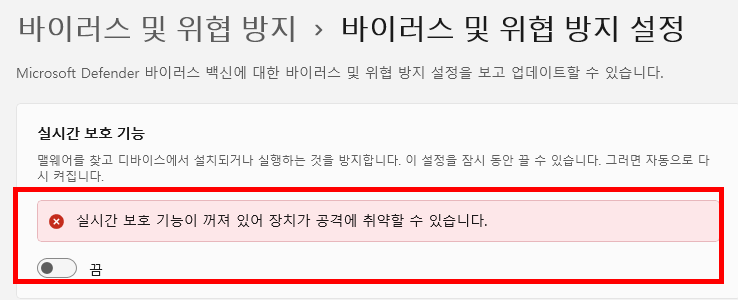 바이러스 및 위협 방지 › 바이러스 및 위협 방지 설정
Microsoft Defender 바이러스 백신에 대한 바이러스 및 위협 방지 설정을 보고 업데이트할 수 있습니다.
실시간 보호 기능
맬웨어를 찾고 디바이스에서 설치되거나 실행하는 것을 방지합니다. 이 설정을 잠시 동안 끌 수 있습니다. 그러면 자동으로 다
시 켜집니다.
실시간 보호 기능이 꺼져 있어 장치가 공격에 취약할 수 있습니다.
끔